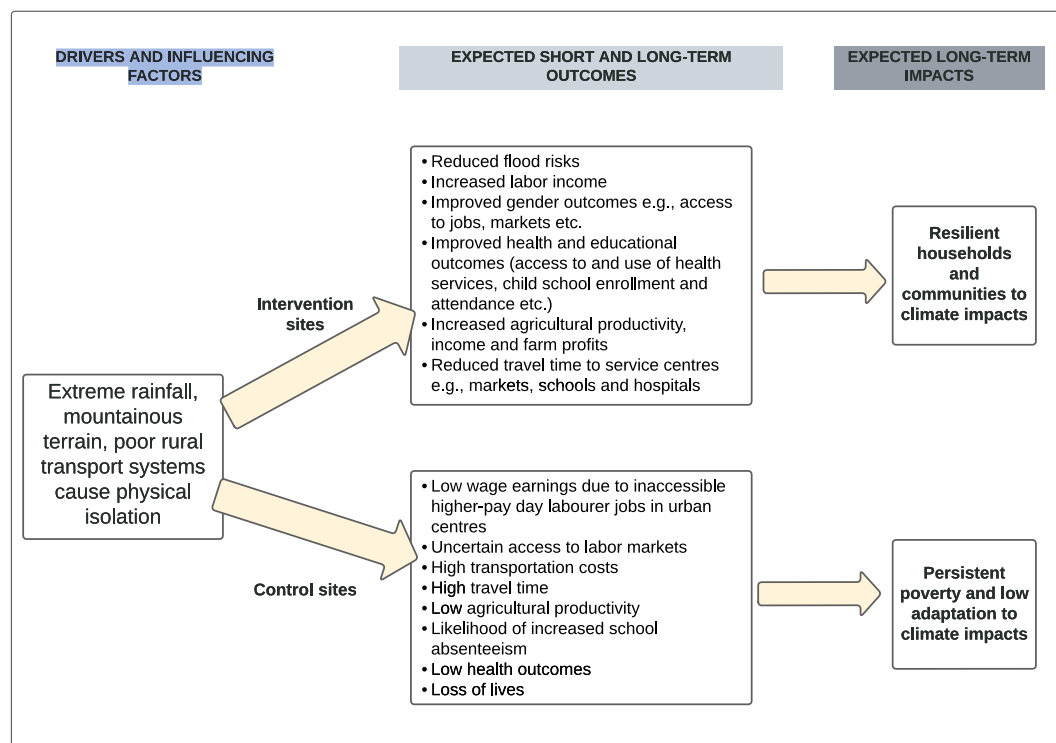 DRIVERS AND INFLUENCING
FACTORS
EXPECTED SHORT AND LONG-TERM
OUTCOMES
EXPECTED LONG-TERM
IMPACTS
Extreme rainfall,
mountainous
terrain, poor rural
transport systems
cause physical
isolation
Intervention
sites
• Reduced flood risks
• Increased labor income
• Improved gender outcomes e.g., access
to jobs, markets etc.
• Improved health and educational
outcomes (access to and use of health
services, child school enrollment and
attendance etc.)
• Increased agricultural productivity,
income and farm profits
• Reduced travel time to service centres
e.g., markets, schools and hospitals
Resilient
households
and
communities to
climate impacts
Control sites
• Low wage earnings due to inaccessible
higher-pay day labourer jobs in urban
centres
• Uncertain access to labor markets
• High transportation costs
• High travel time
• Low agricultural productivity
• Likelihood of increased school
absenteeism
• Low health outcomes
• Loss of lives
Persistent
poverty and low
adaptation to
climate impacts